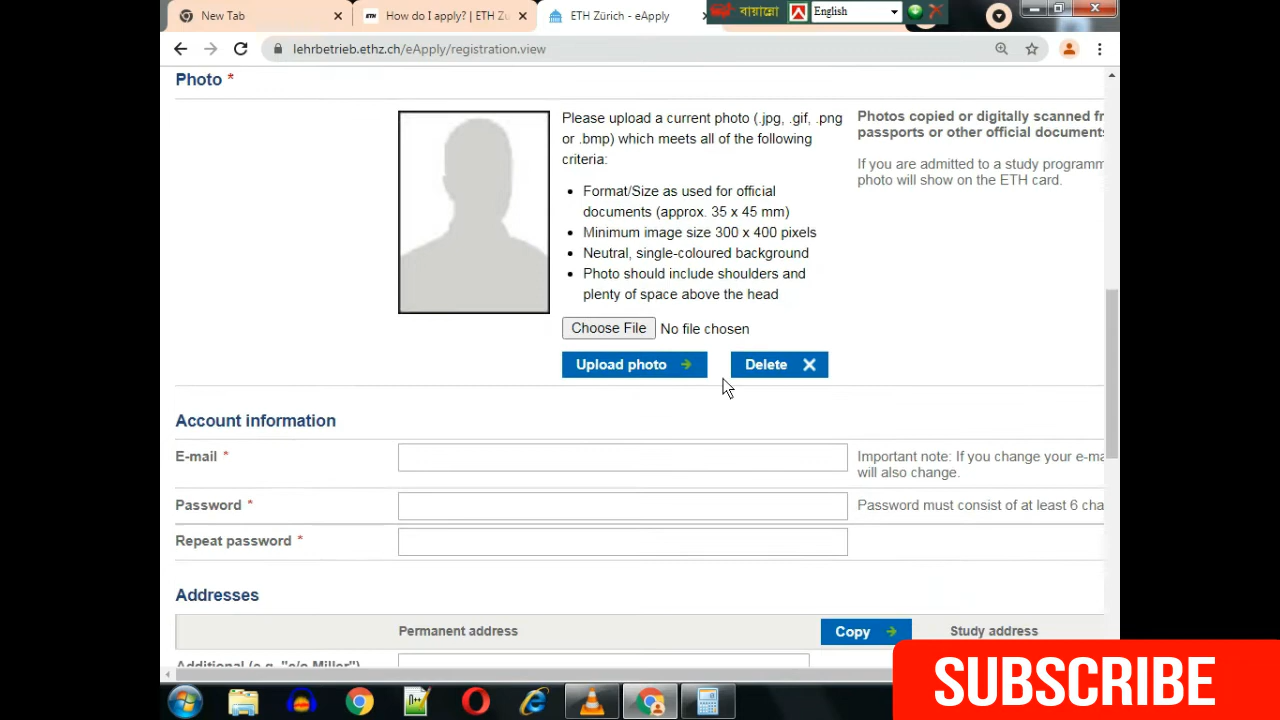 New Tab
How do I apply? | ETH Zu
ETH Zürich - eApply
বায়ান্নো
English
lehrbetrieb.ethz.ch/eApply/registration.view
Photo *
Please upload a current photo (.jpg, .gif, .png
or .bmp) which meets all of the following
criteria:
Format/Size as used for official
documents (approx. 35 x 45 mm)
Minimum image size 300 x 400 pixels
Neutral, single-coloured background
Photo should include shoulders and
plenty of space above the head
Photos copied or digitally scanned fr
passports or other official documents
If you are admitted to a study programm
photo will show on the ETH card.
Choose File No file chosen
Upload photo
Delete
Account information
E-mail *
Important note: If you change your e-ma
will also change.
Password *
Password must consist of at least 6 cha
Repeat password *
Addresses
Permanent address
Copy
Study address
Additional (e.g. "c/o Miller")
SUBSCRIBE